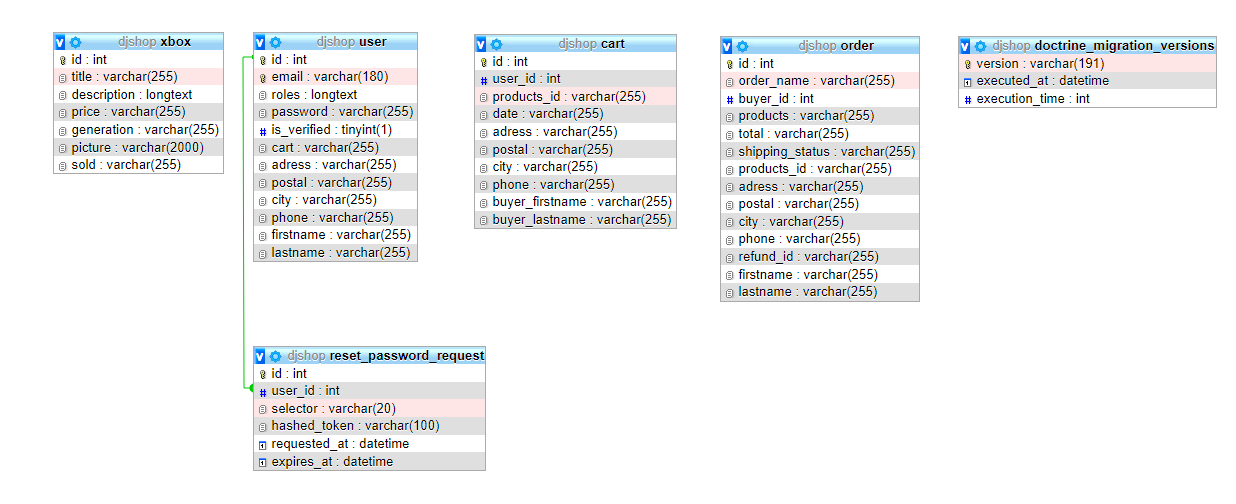 djshop xbox
id : int
title : varchar(255)
description : longtext
price : varchar(255)
generation : varchar(255)
picture : varchar(2000)
sold : varchar(255)
djshop user
id : int
email : varchar(180)
roles : longtext
password : varchar(255)
is_verified : tinyint(1)
cart : varchar(255)
adress : varchar(255)
postal : varchar(255)
city : varchar(255)
phone : varchar(255)
firstname : varchar(255)
lastname : varchar(255)
djshop cart
id : int
user_id : int
products_id : varchar(255)
date : varchar(255)
adress : varchar(255)
postal : varchar(255)
city : varchar(255)
phone : varchar(255)
buyer_firstname : varchar(255)
buyer_lastname : varchar(255)
djshop order
id : int
order_name : varchar(255)
buyer_id : int
products : varchar(255)
total : varchar(255)
shipping_status : varchar(255)
products_id : varchar(255)
adress : varchar(255)
postal : varchar(255)
city : varchar(255)
phone : varchar(255)
refund_id : varchar(255)
firstname : varchar(255)
lastname : varchar(255)
djshop doctrine_migration_versions
version : varchar(191)
executed_at : datetime
execution_time : int
djshop reset_password_request
id : int
user_id : int
selector : varchar(20)
hashed_token : varchar(100)
requested_at : datetime
expires_at : datetime